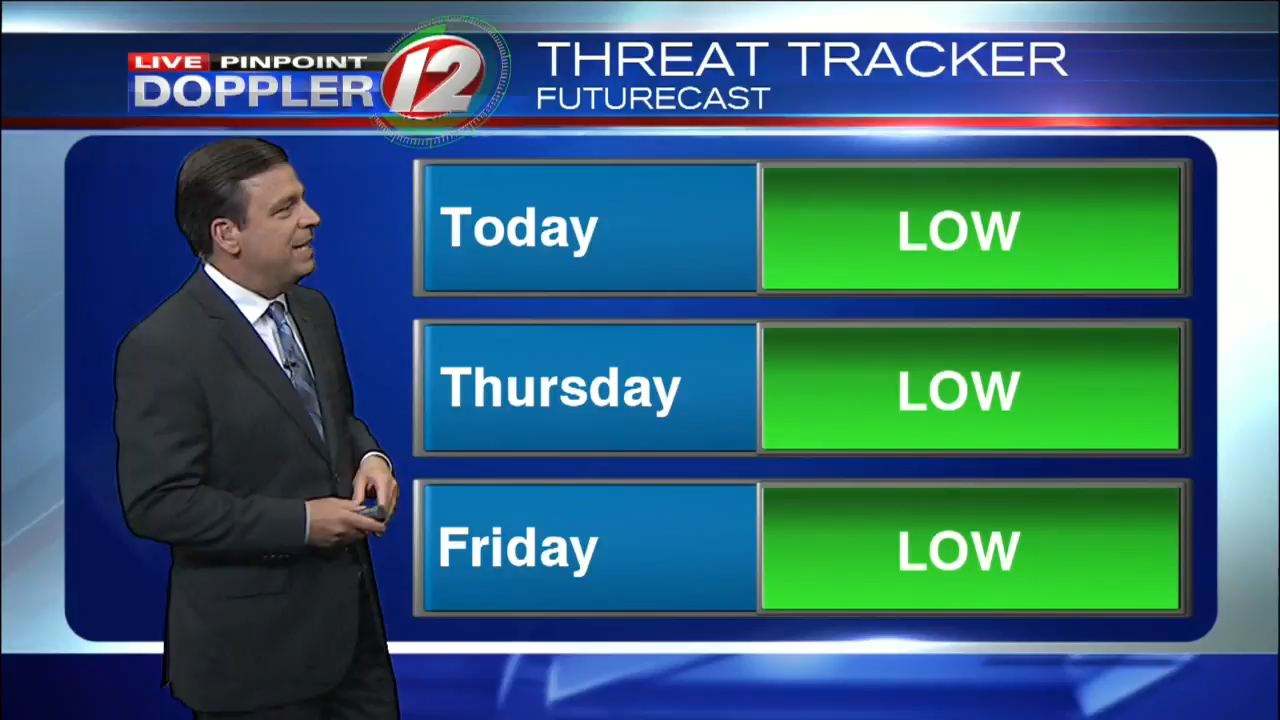 LIVE PINPOINT
DOPPLER 12
THREAT TRACKER
FUTURECAST
Today LOW
Thursday LOW
Friday LOW